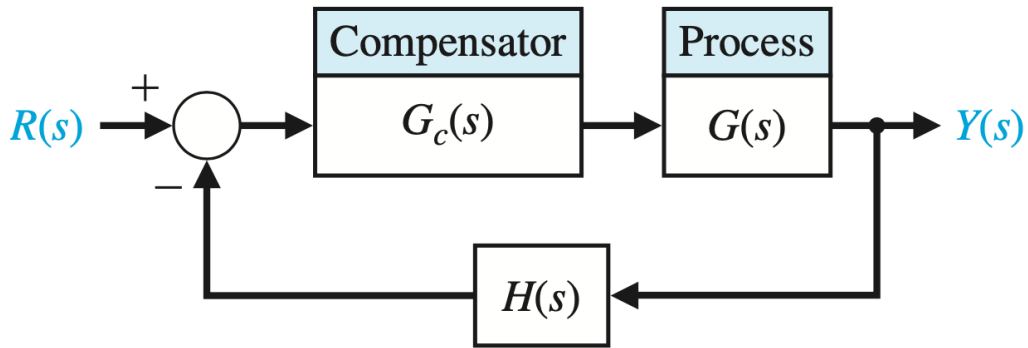 Compensator
Process
+
R(s)
G_c(s)
G(s)
Y(s)
−
H(s)